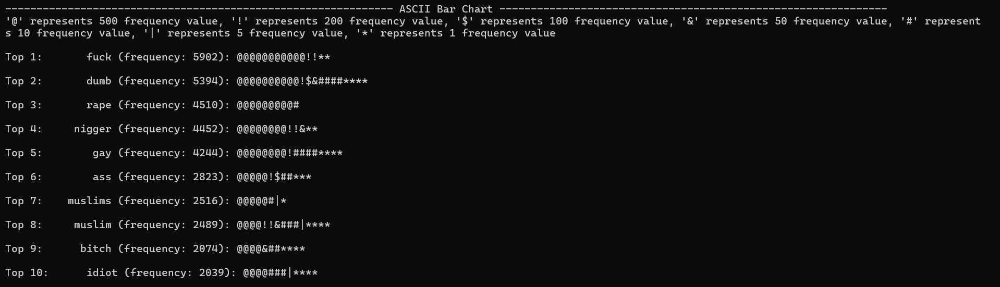 -------------------------------------------------------------- ASCII Bar Chart --------------------------------------------------------------
'@' represents 500 frequency value, '!' represents 200 frequency value, '$' represents 100 frequency value, '&' represents 50 frequency value, '#' represent
s 10 frequency value, '|' represents 5 frequency value, '*' represents 1 frequency value
Top 1:       fuck (frequency: 5902): @@@@@@@@@@@!!**
Top 2:       dumb (frequency: 5394): @@@@@@@@@@!$&####****
Top 3:       rape (frequency: 4510): @@@@@@@@@#
Top 4:     nigger (frequency: 4452): @@@@@@@@!!&**
Top 5:        gay (frequency: 4244): @@@@@@@@!####****
Top 6:        ass (frequency: 2823): @@@@@!$##***
Top 7:    muslims (frequency: 2516): @@@@@#|*
Top 8:     muslim (frequency: 2489): @@@@!!&###|****
Top 9:      bitch (frequency: 2074): @@@@&##****
Top 10:      idiot (frequency: 2039): @@@@###|****